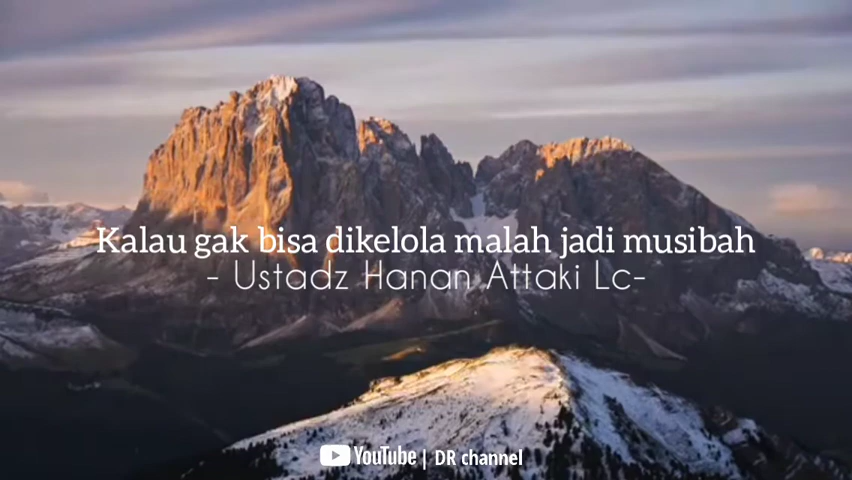 Kalau gak bisa dikelola malah jadi musibah
- Ustadz Hanan Attaki Lc-
YouTube | DR channel